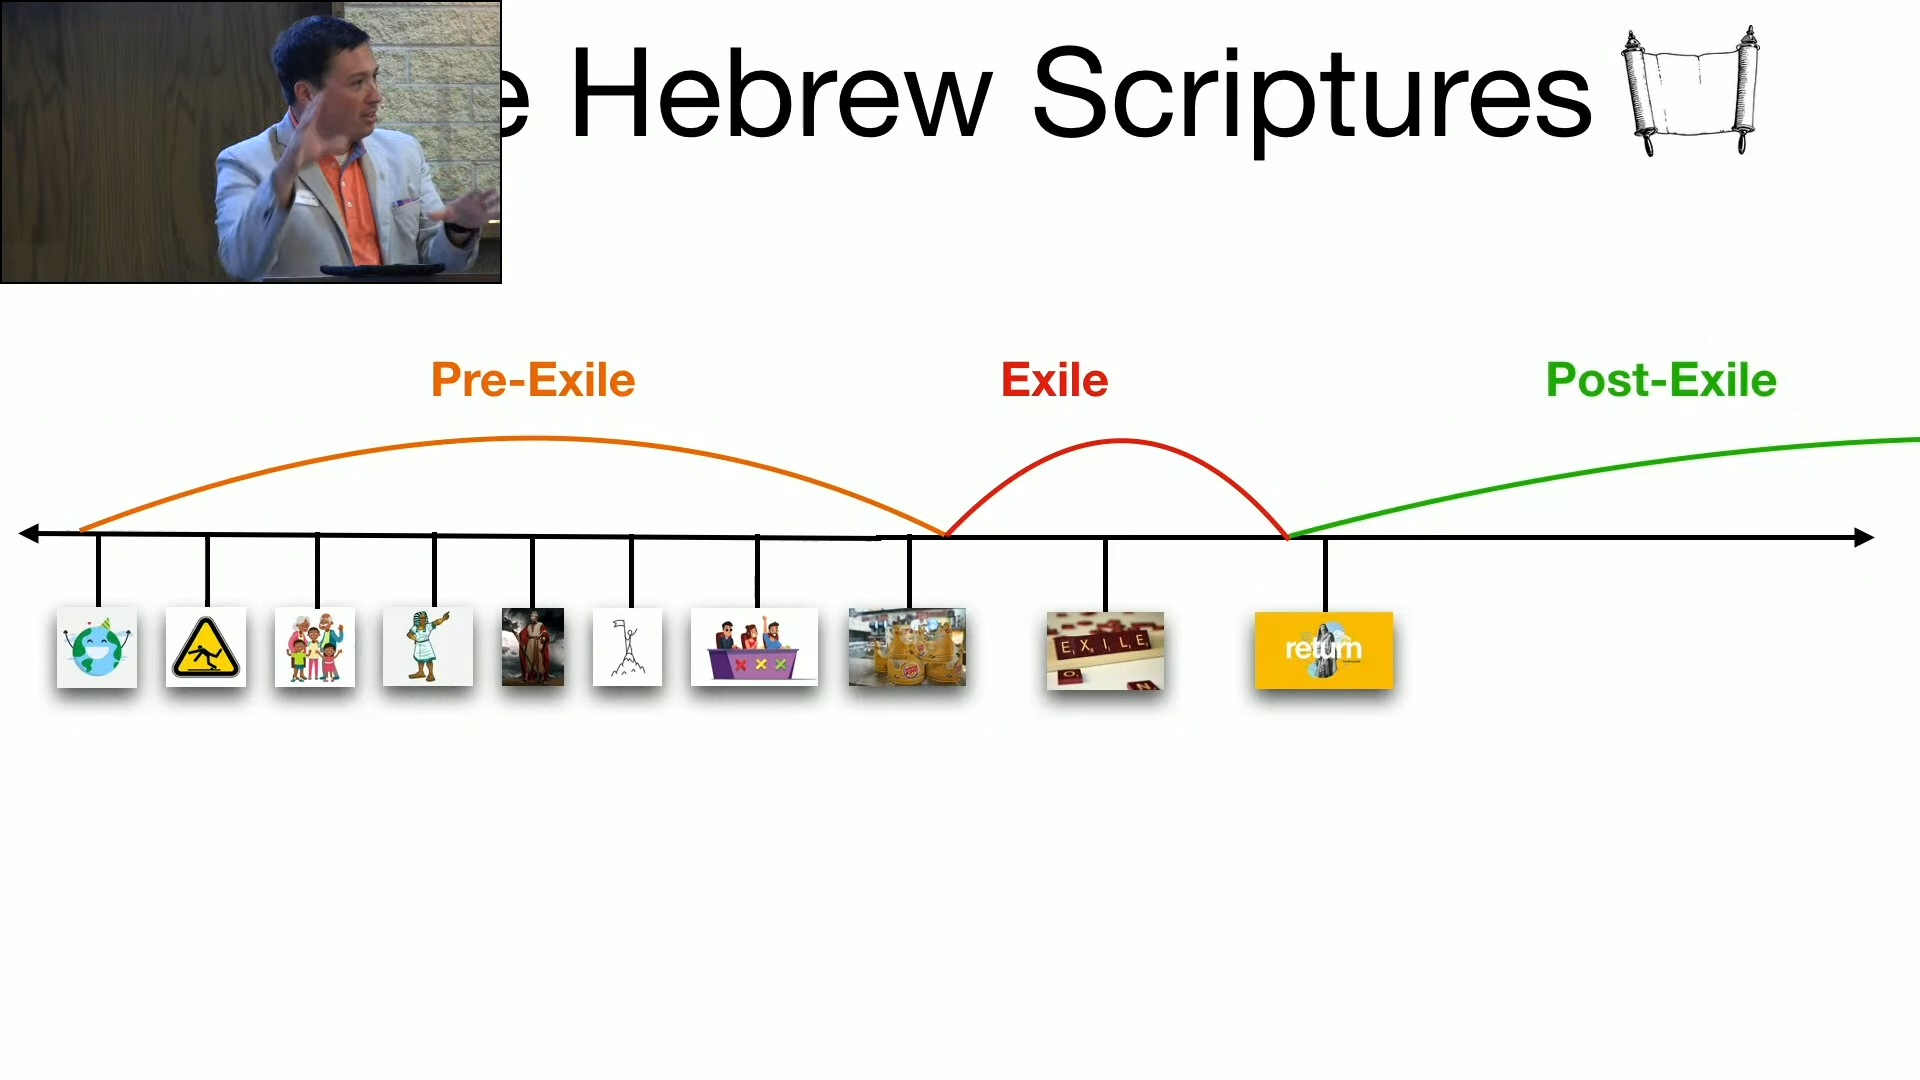 e Hebrew Scriptures
Pre-Exile
Exile
Post-Exile
EXILE
O
N
return